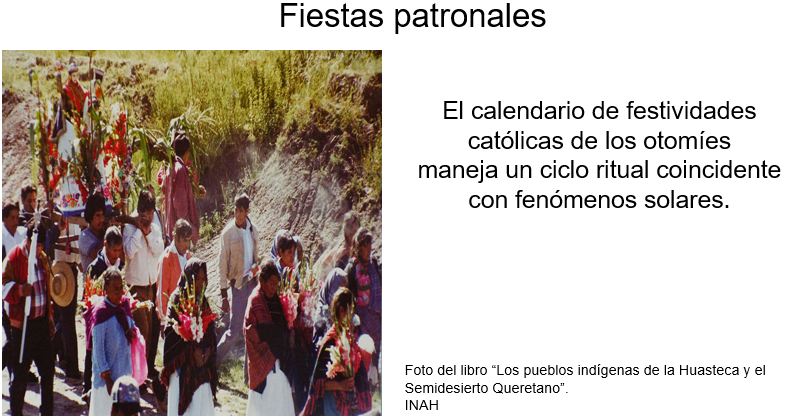 Fiestas patronales
El calendario de festividades
católicas de los otomíes
maneja un ciclo ritual coincidente
con fenómenos solares.
Foto del libro “Los pueblos indígenas de la Huasteca y el
Semidesierto Queretano”.
INAH